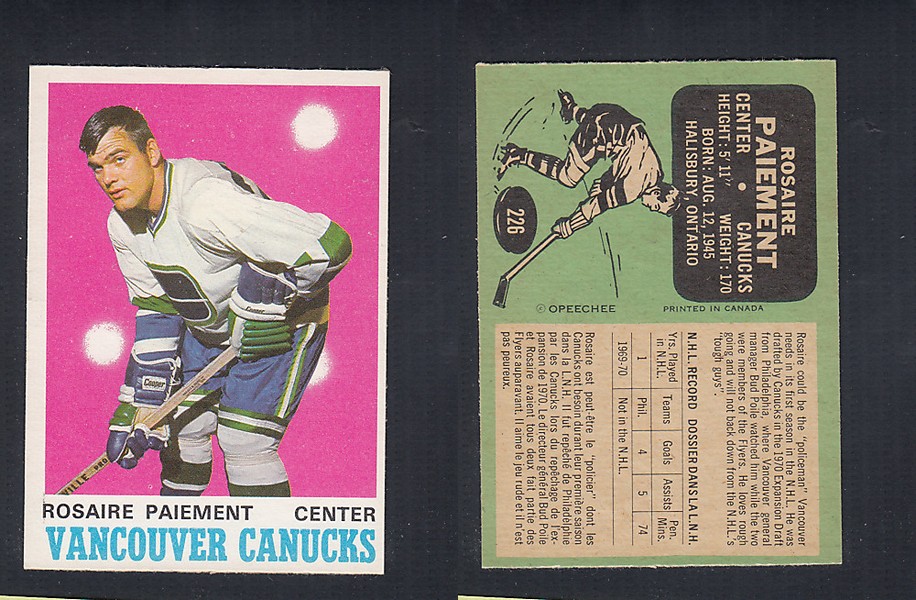 Cooper
Cooper
VILLE PRO
ROSAIRE PAIEMENT CENTER
VANCOUVER CANUCKS
ROSAIRE
PAIEMENT
CENTER • CANUCKS
HEIGHT: 5'11" WEIGHT: 170
BORN: AUG. 12, 1945
HALISBURY, ONTARIO
226
© OPEECHEE
PRINTED IN CANADA
Rosaire could be the "policeman" Vancouver
needs in its first season in the N.H.L. He was
drafted by Canucks in the 1970 Expansion Draft
from Philadelphia, where Vancouver general
manager Bud Poile watched him while the two
were members of the Flyers. He loves rough
going and will not back down from the N.H.L.'s
"tough guys".
N.H.L. RECORD DOSSIER DANS LA L.N.H.
Yrs. Played in N.H.L. Teams Goals Assists Pen. Mins.
1 Phil. 4 5 74
1969-70 Not in the N.H.L.
Rosaire est peut-être le "policier" dont les
Canucks ont besoin durant leur première saison
dans la L.N.H. Il fut repêché de Philadelphie
par les Canucks lors du repêchage de l'ex-
pansion de 1970. Le directeur général Bud Poile
et Rosaire avaient tous deux fait partie des
Flyers auparavant. Il aime le jeu rude et il n'est
pas peureux.